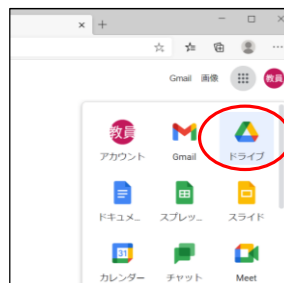 Gmail 画像 教員
教員
アカウント Gmail ドライブ
ドキュメ... スプレッ... スライド
31
カレンダー チャット Meet